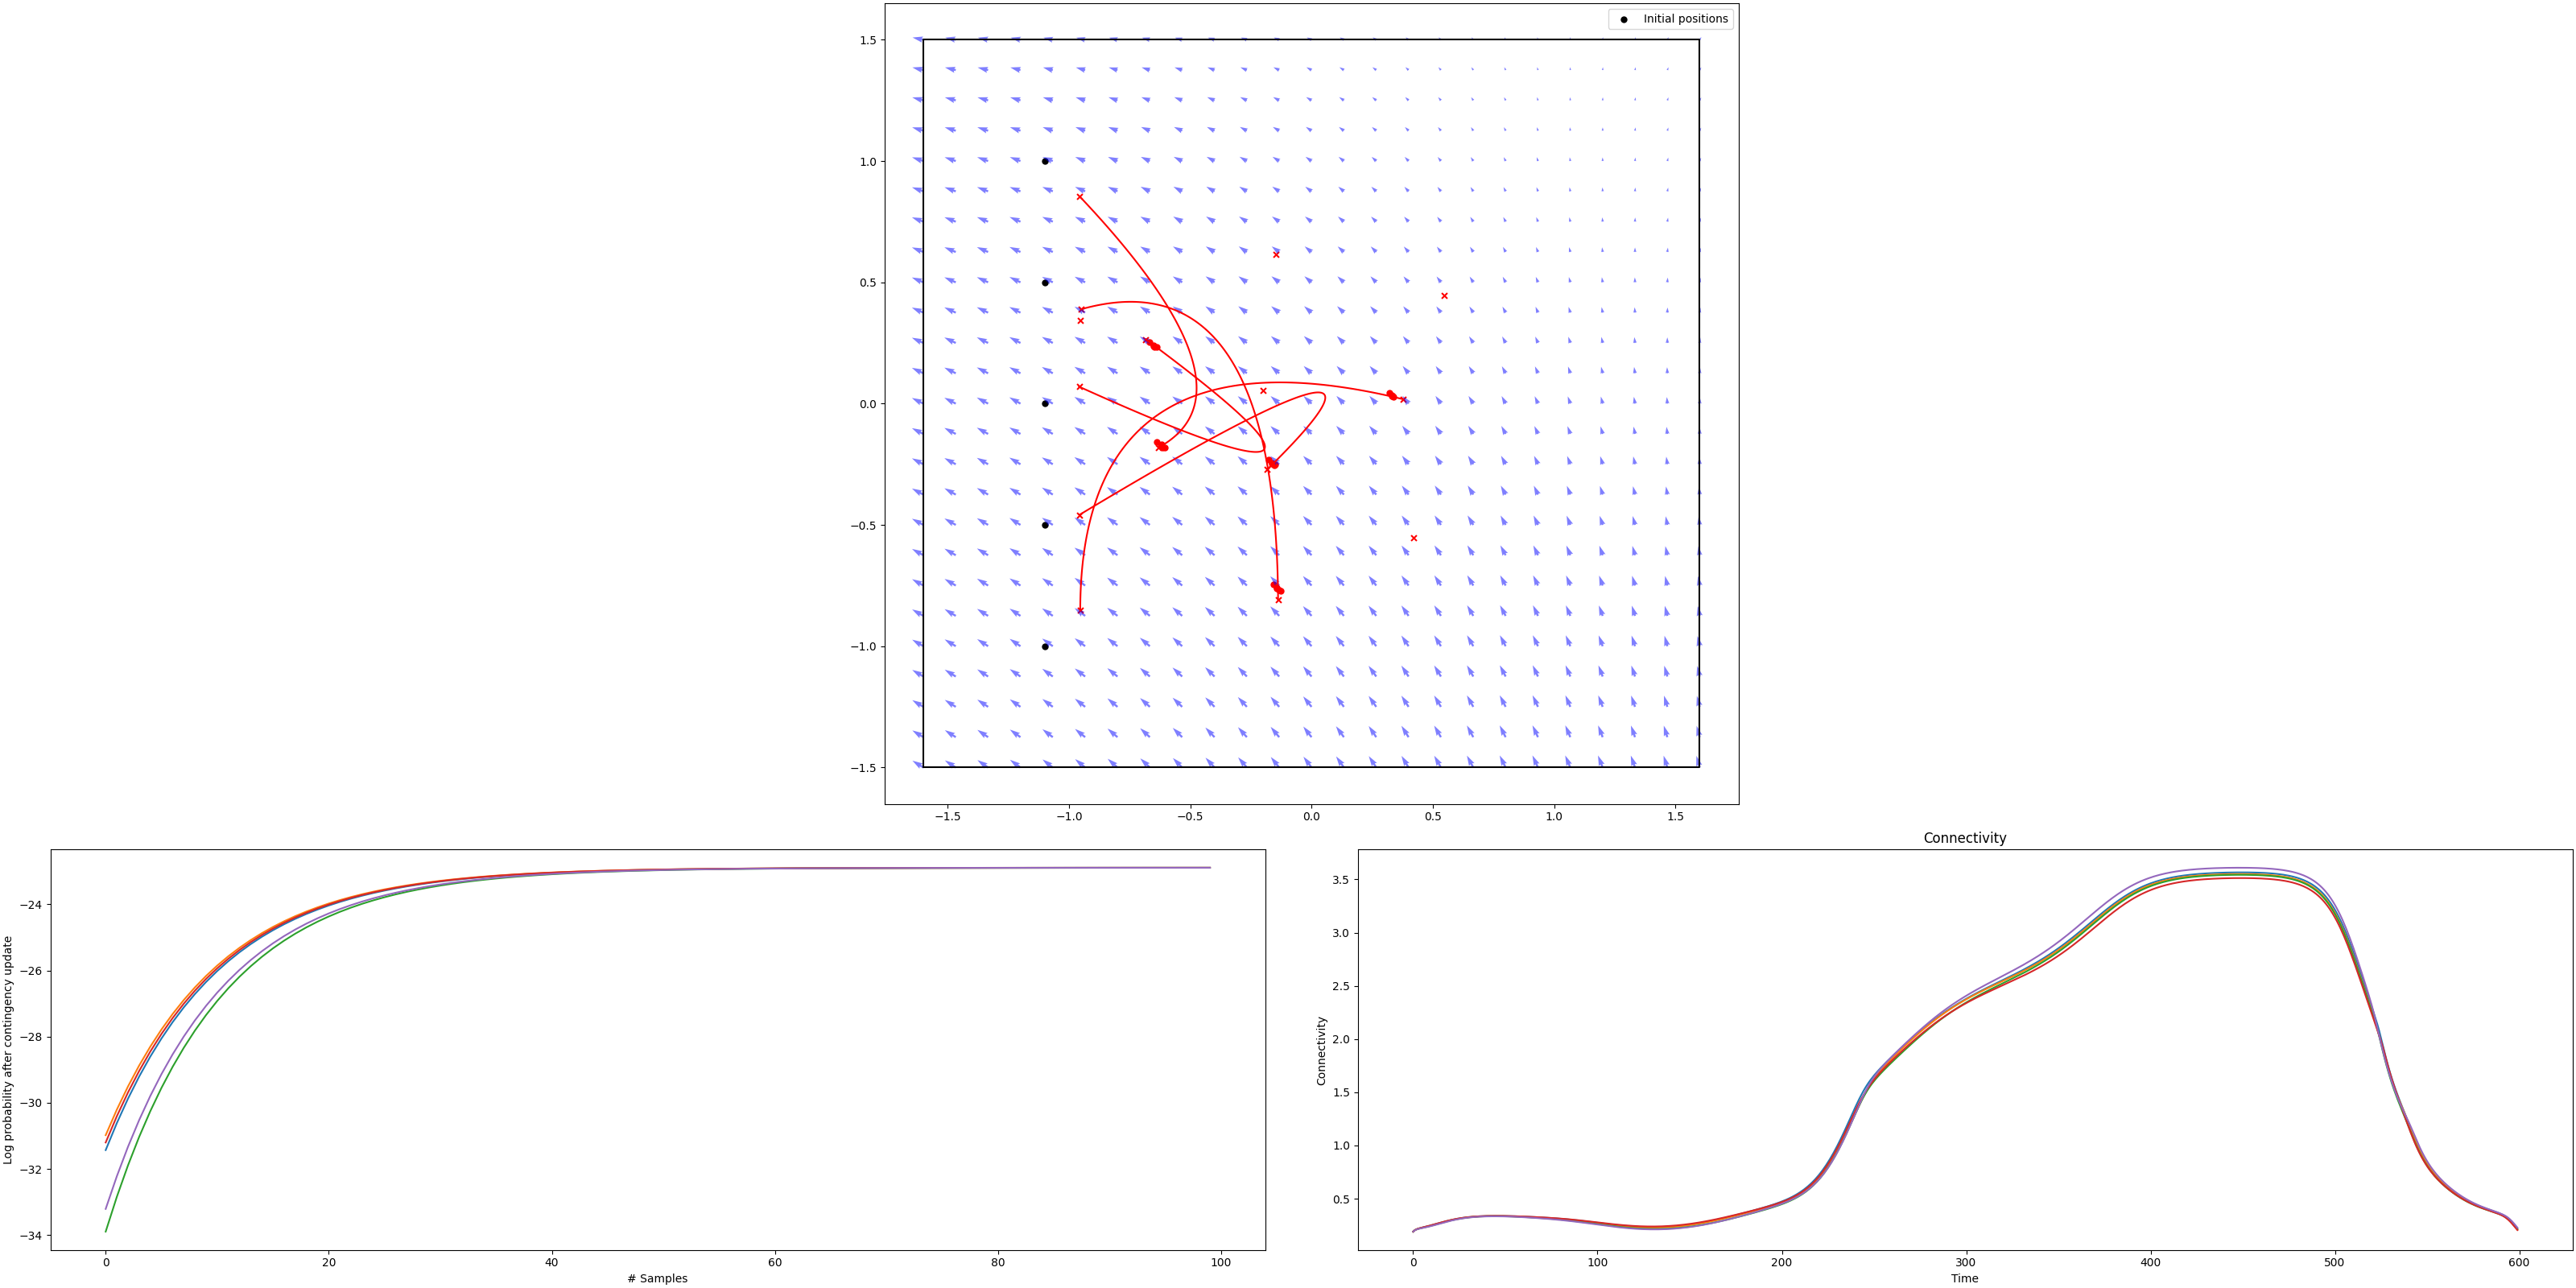 Initial positions
1.5
1.0
0.5
0.0
−0.5
−1.0
−1.5
−1.5 −1.0 −0.5 0.0 0.5 1.0 1.5
Log probability after contingency update
−24
−26
−28
−30
−32
−34
0 20 40 60 80 100
# Samples
Connectivity
Connectivity
3.5
3.0
2.5
2.0
1.5
1.0
0.5
0 100 200 300 400 500 600
Time